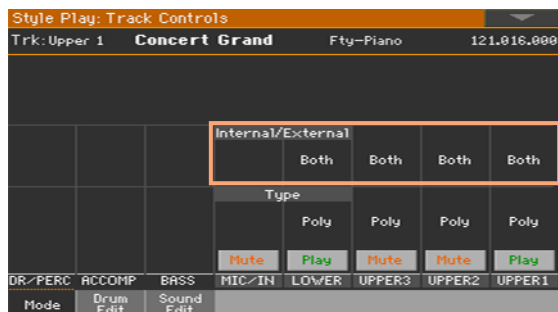 Style Play: Track Controls
Trk: Upper 1 Concert Grand Fty-Piano 121.016.000
Internal/External
Both Both Both Both
Type
Poly Poly Poly Poly
Mute Play Mute Mute Play
DR/PERC ACCOMP BASS MIC/IN LOWER UPPER3 UPPER2 UPPER1
Mode Drum Edit Sound Edit